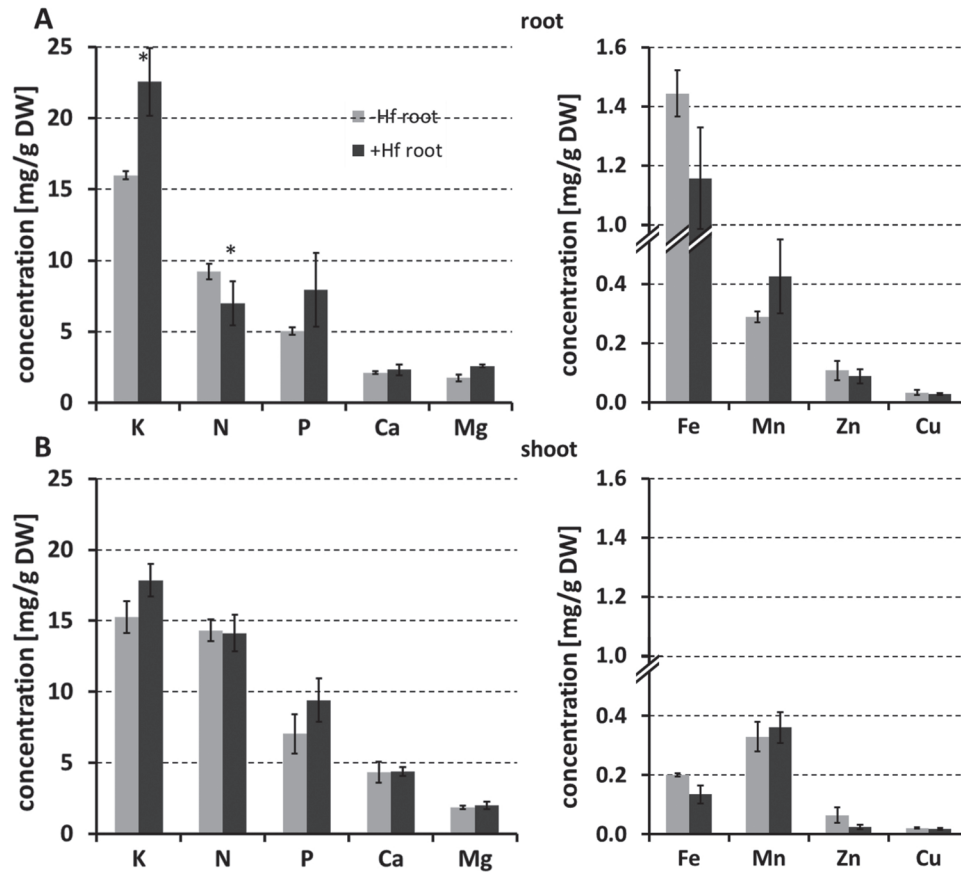 A
root
concentration [mg/g DW]
25
20
15
10
5
0
*
*
-Hf root
+Hf root
K N P Ca Mg
concentration [mg/g DW]
1.6
1.4
1.2
1.0
0.4
0.2
0.0
Fe Mn Zn Cu
B
shoot
concentration [mg/g DW]
25
20
15
10
5
0
K N P Ca Mg
concentration [mg/g DW]
1.6
1.4
1.2
1.0
0.4
0.2
0.0
Fe Mn Zn Cu